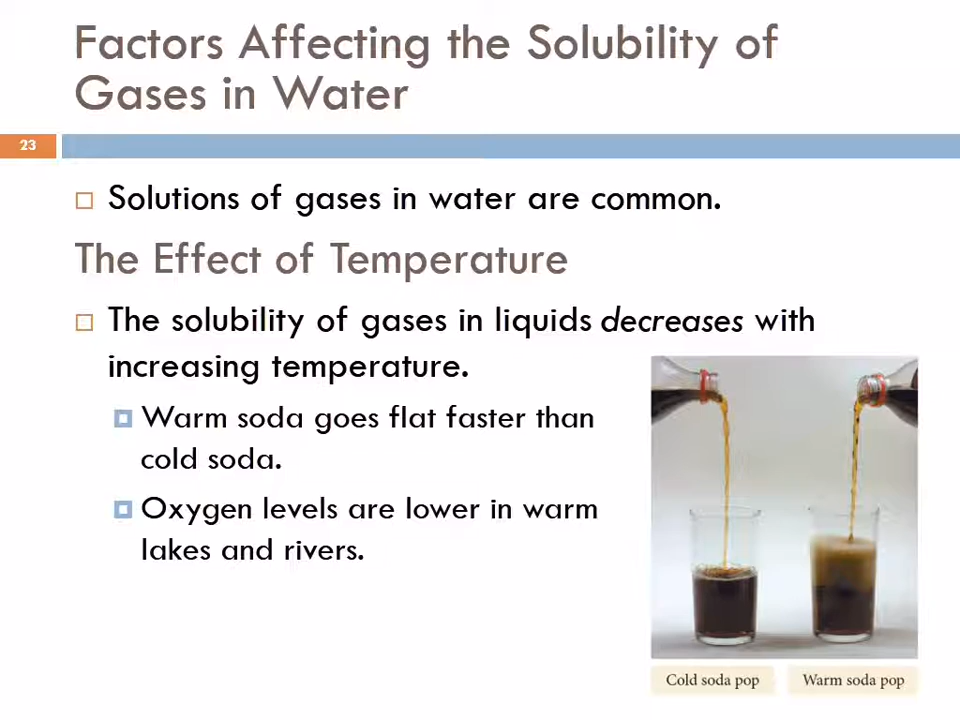 Factors Affecting the Solubility of
Gases in Water
23
Solutions of gases in water are common.
The Effect of Temperature
The solubility of gases in liquids decreases with
increasing temperature.
Warm soda goes flat faster than
cold soda.
Oxygen levels are lower in warm
lakes and rivers.
Cold soda pop
Warm soda pop